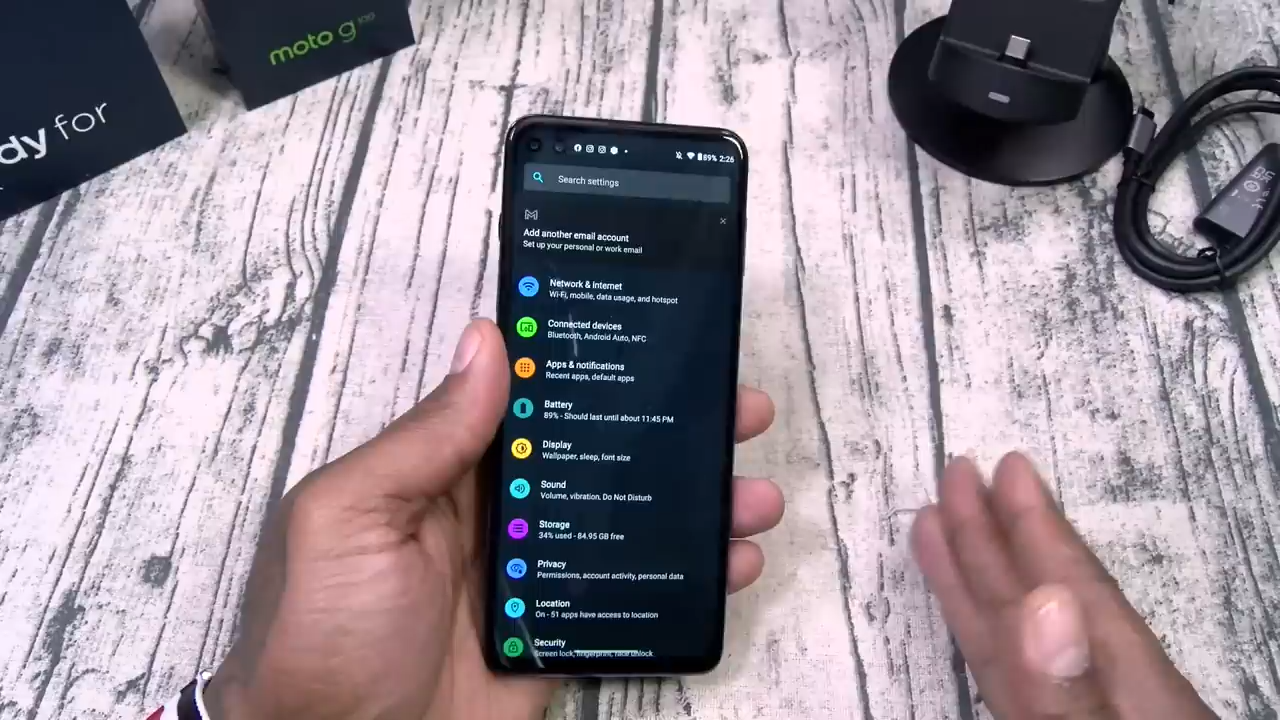 moto g 100
dy for
89% 2:26
Search settings
Add another email account
Set up your personal or work email
Network & Internet
Wi-Fi, mobile, data usage, and hotspot
Connected devices
Bluetooth, Android Auto, NFC
Apps & notifications
Recent apps, default apps
Battery
89% - Should last until about 11:45 PM
Display
Wallpaper, sleep, font size
Sound
Volume, vibration, Do Not Disturb
Storage
34% used - 84.95 GB free
Privacy
Permissions, account activity, personal data
Location
On - 51 apps have access to location
Security
Screen lock, fingerprint, face unlock